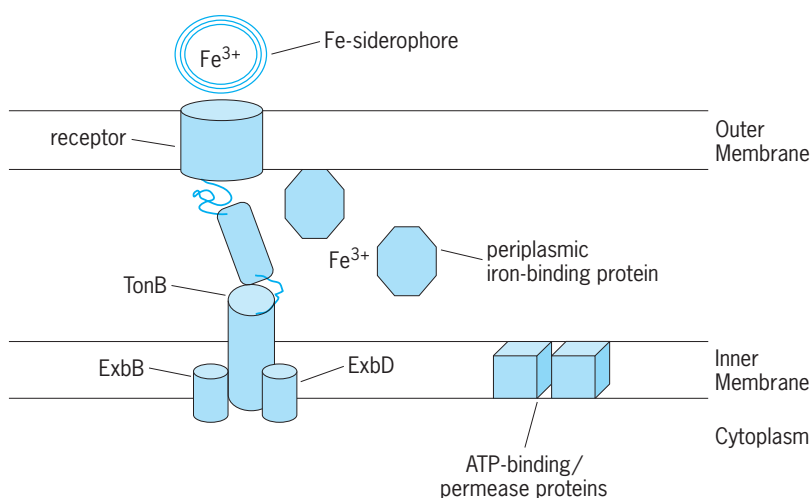 Fe-siderophore
Fe³⁺
receptor
Outer
Membrane
Fe³⁺
periplasmic
iron-binding protein
TonB
ExbB
ExbD
Inner
Membrane
Cytoplasm
ATP-binding/
permease proteins